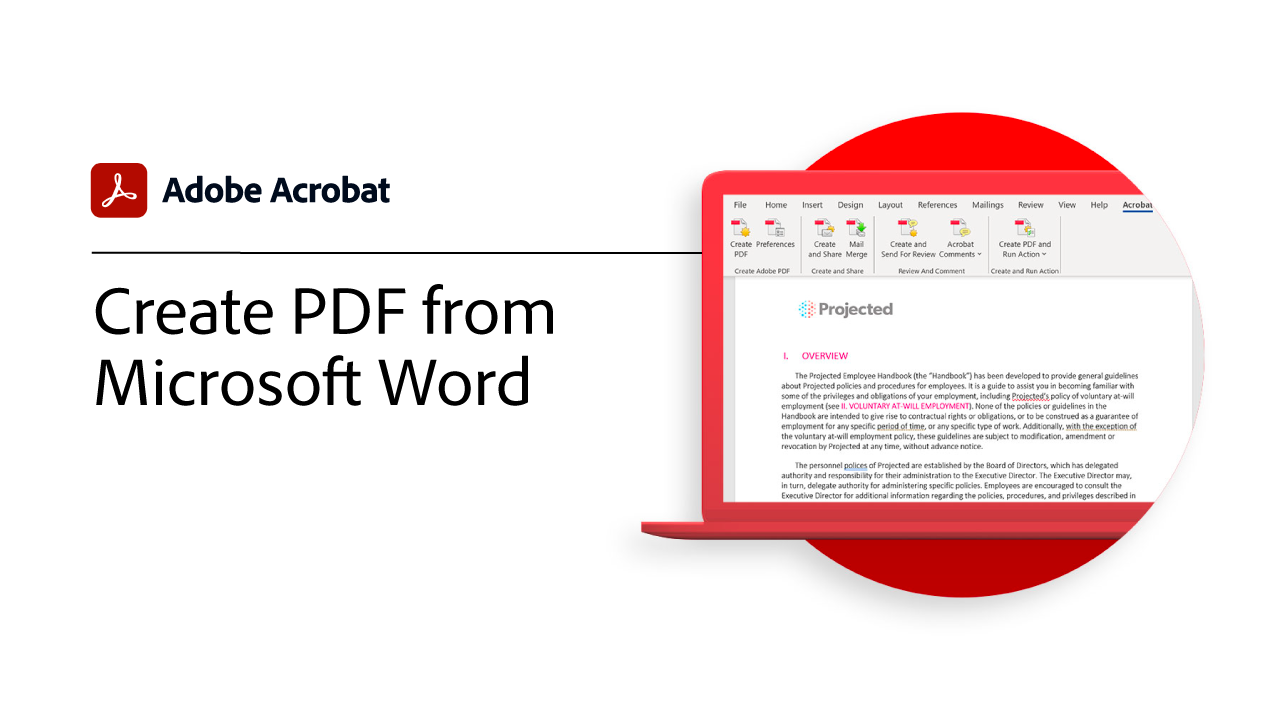 Adobe Acrobat
Create PDF from
Microsoft Word
File Home Insert Design Layout References Mailings Review View Help Acrobat
Create PDF Preferences Create and Share Mail Merge Create and Send For Review Acrobat Comments Create PDF and Run Action
Create Adobe PDF Create and Share Review And Comment Create and Run Action
Projected
I. OVERVIEW
The Projected Employee Handbook (the “Handbook”) has been developed to provide general guidelines
about Projected policies and procedures for employees. It is a guide to assist you in becoming familiar with
some of the privileges and obligations of your employment, including Projected's policy of voluntary at-will
employment (see II. VOLUNTARY AT-WILL EMPLOYMENT). None of the policies or guidelines in the
Handbook are intended to give rise to contractual rights or obligations, or to be construed as a guarantee of
employment for any specific period of time, or any specific type of work. Additionally, with the exception of
the voluntary at-will employment policy, these guidelines are subject to modification, amendment or
revocation by Projected at any time, without advance notice.
The personnel polices of Projected are established by the Board of Directors, which has delegated
authority and responsibility for their administration to the Executive Director. The Executive Director may,
in turn, delegate authority for administering specific policies. Employees are encouraged to consult the
Executive Director for additional information regarding the policies, procedures, and privileges described in